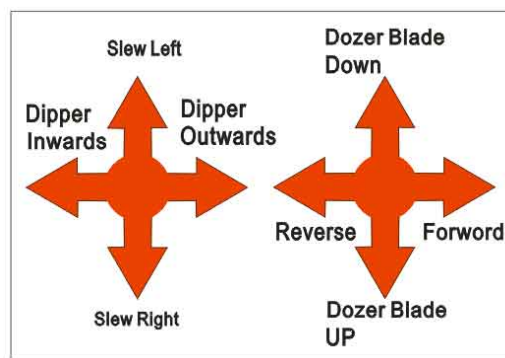 Slew Left
Dipper
Inwards
Dipper
Outwards
Slew Right
Dozer Blade
Down
Reverse
Forword
Dozer Blade
UP